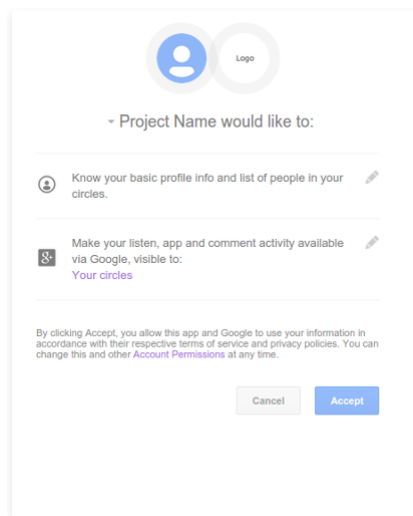 Logo
Project Name would like to:
Know your basic profile info and list of people in your
circles.
8+
Make your listen, app and comment activity available
via Google, visible to:
Your circles
By clicking Accept, you allow this app and Google to use your information in
accordance with their respective terms of service and privacy policies. You can
change this and other Account Permissions at any time.
Cancel
Accept